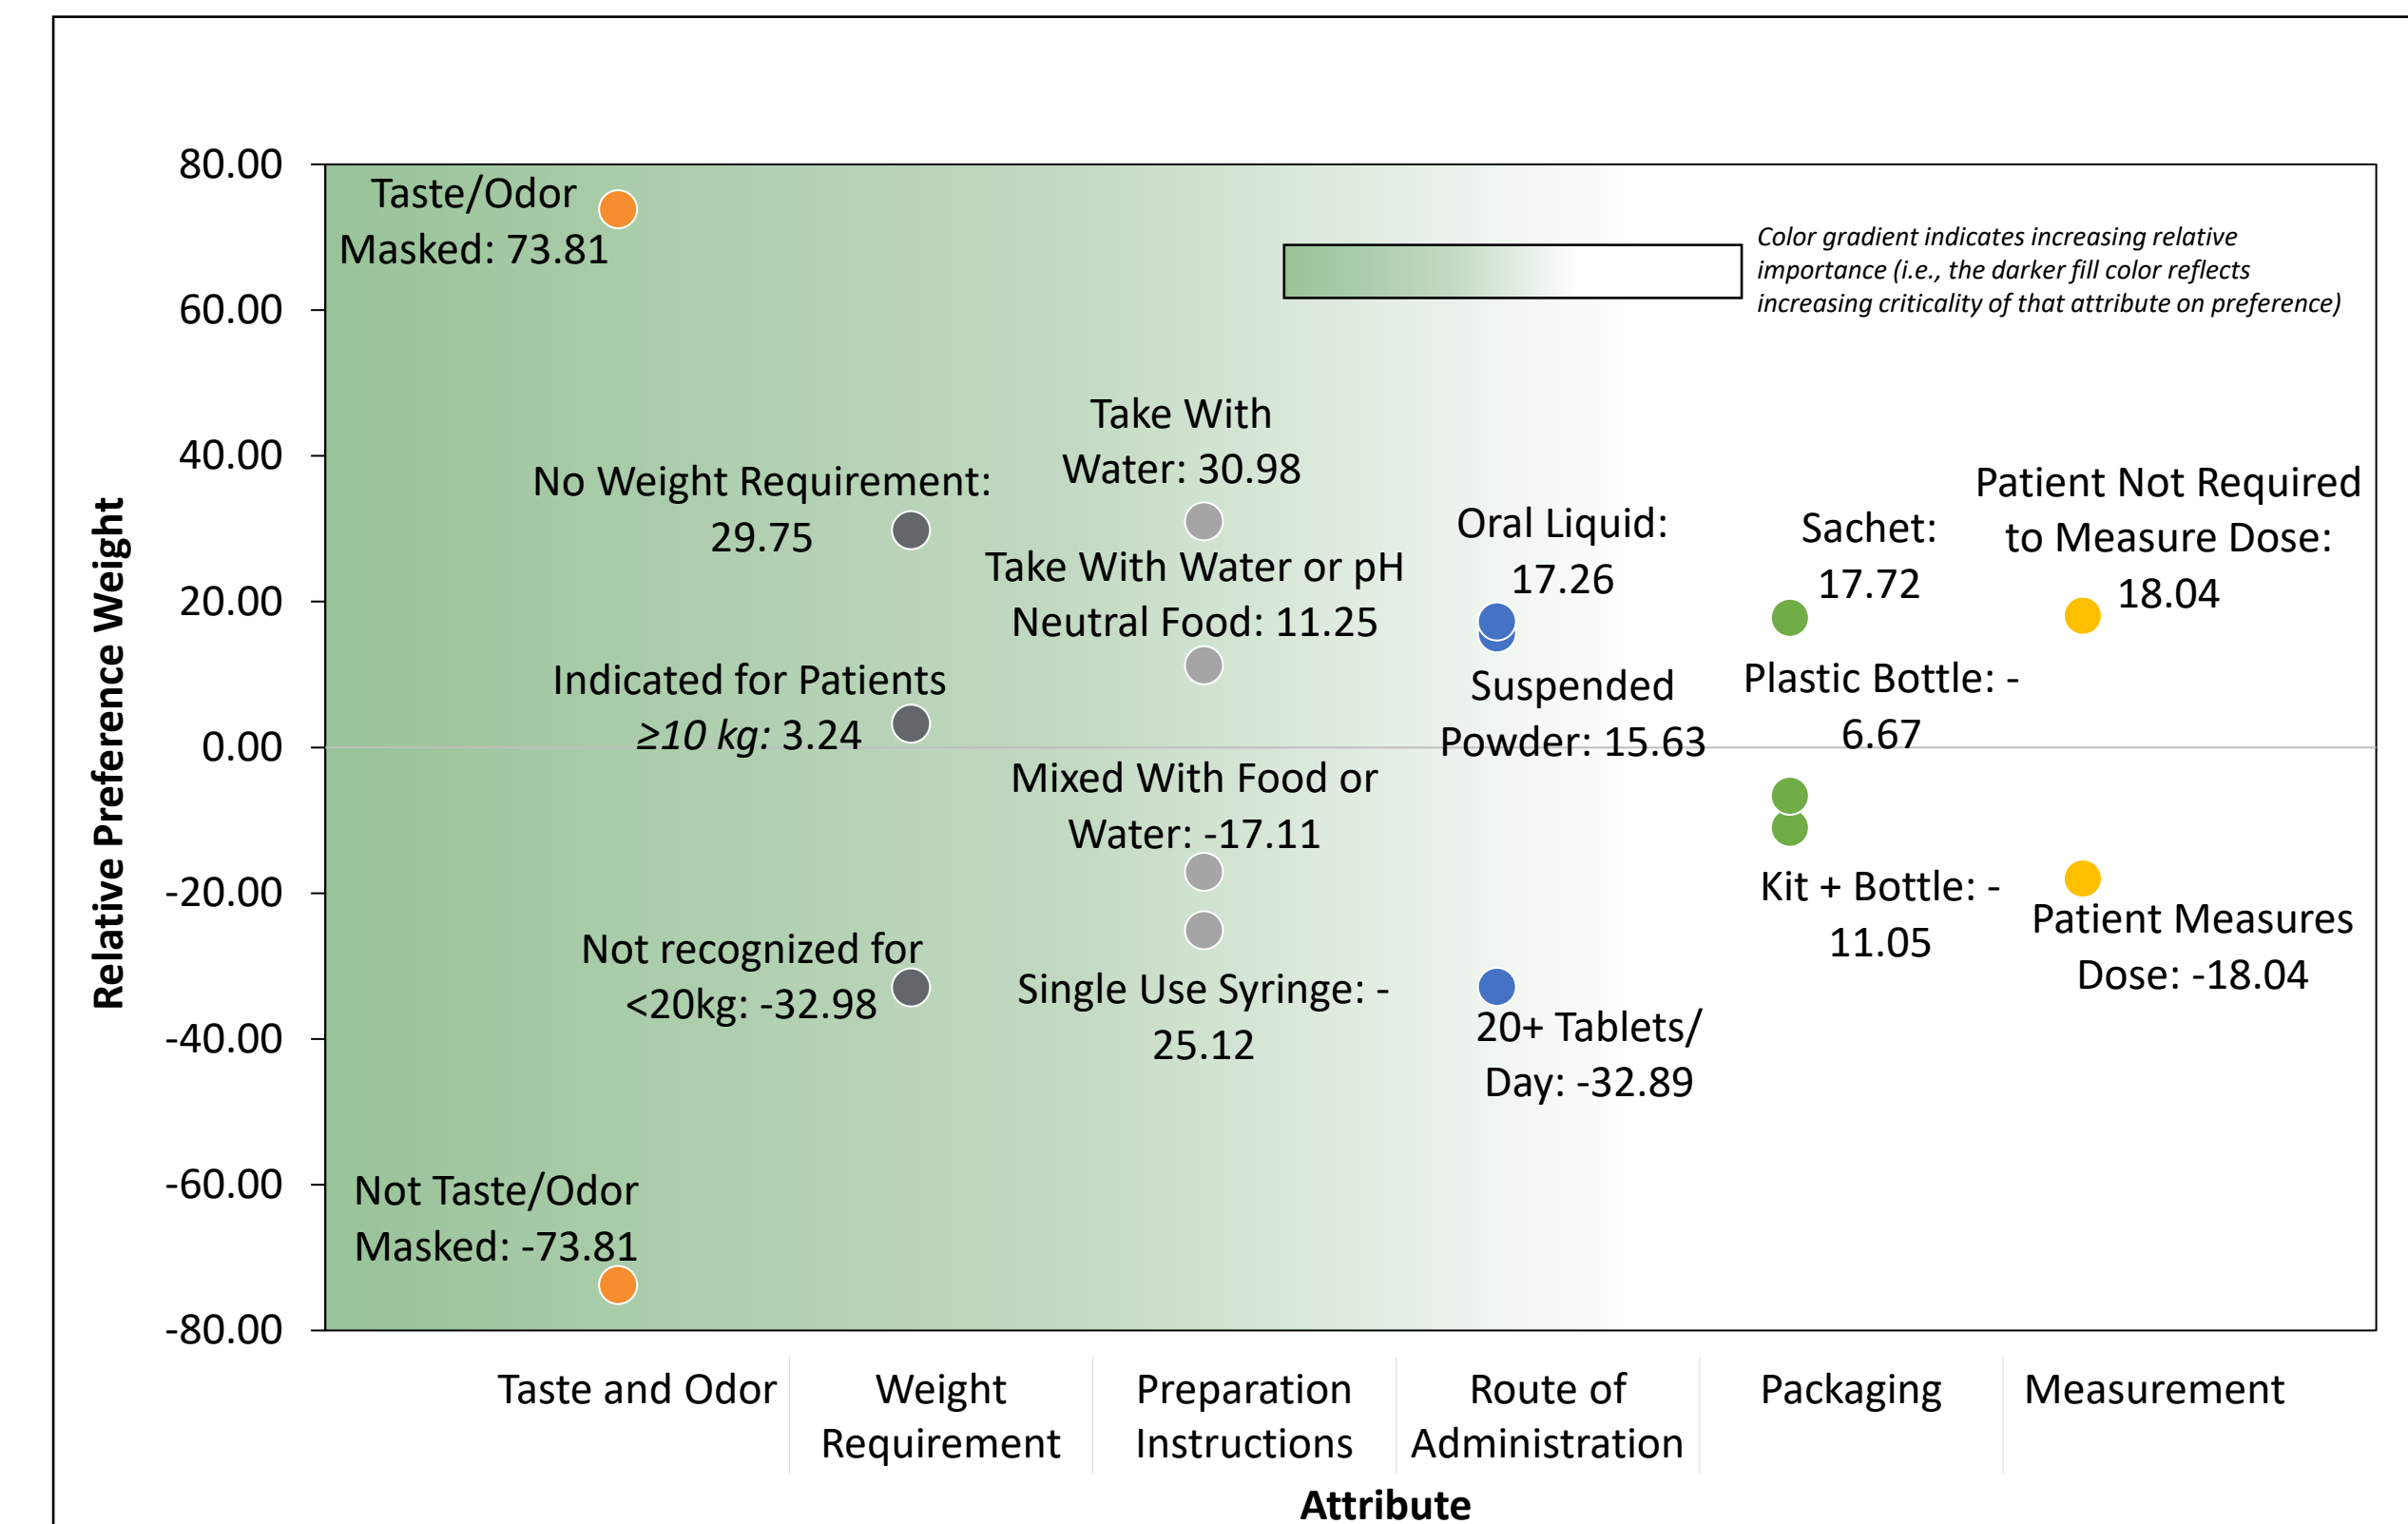 80.00
60.00
40.00
20.00
0.00
-20.00
-40.00
-60.00
-80.00
Relative Preference Weight
Taste/Odor
Masked: 73.81
Not Taste/Odor
Masked: -73.81
No Weight Requirement:
29.75
Indicated for Patients
≥10 kg: 3.24
Not recognized for
<20kg: -32.98
Take With
Water: 30.98
Take With Water or pH
Neutral Food: 11.25
Mixed With Food or
Water: -17.11
Single Use Syringe: -
25.12
Oral Liquid:
17.26
Suspended
Powder: 15.63
20+ Tablets/
Day: -32.89
Sachet:
17.72
Plastic Bottle: -
6.67
Kit + Bottle: -
11.05
Patient Not Required
to Measure Dose:
18.04
Patient Measures
Dose: -18.04
Color gradient indicates increasing relative
importance (i.e., the darker fill color reflects
increasing criticality of that attribute on preference)
Taste and Odor
Weight
Requirement
Preparation
Instructions
Route of
Administration
Packaging
Measurement
Attribute